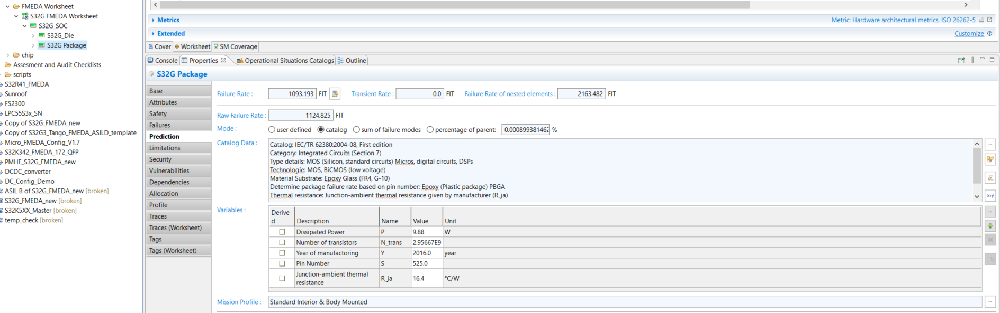 FMEDA Worksheet
S32G FMEDA Worksheet
S32G_SOC
S32G_Die
S32G Package
chip
Assesment and Audit Checklists
scripts
S32R41_FMEDA
Sunroof
FS2300
LPC55S3x_SN
Copy of S32G_FMEDA_new
Copy of S32G3_Tango_FMEDA_ASILD_template
Micro_FMEDA_Config_V1.7
S32K342_FMEDA_172_QFP
PMHF_S32G_FMEDA_new
DCDC_converter
DC_Config_Demo
ASIL B of S32G_FMEDA_new [broken]
S32G_FMEDA_new [broken]
S32K5XX_Master [broken]
temp_check [broken]
Metrics Metric: Hardware architectural metrics, ISO 26262-5
Extended Customize
Cover Worksheet SM Coverage
Console Properties Operational Situations Catalogs Outline
S32G Package
Base
Attributes
Safety
Failures
Prediction
Limitations
Security
Vulnerabilities
Dependencies
Allocation
Profile
Traces
Traces (Worksheet)
Tags
Tags (Worksheet)
Failure Rate : 1093.193 FIT Transient Rate : 0.0 FIT Failure Rate of nested elements : 2163.482 FIT
Raw Failure Rate : 1124.825 FIT
Mode : user defined catalog sum of failure modes percentage of parent: 0.000899381462 %
Catalog Data : Catalog: IEC/TR 62380:2004-08, First edition
Category: Integrated Circuits (Section 7)
Type details: MOS (Silicon, standard circuits) Micros, digital circuits, DSPs
Technologie: MOS, BiCMOS (low voltage)
Material Substrate: Epoxy Glass (FR4, G-10)
Determine package failure rate based on pin number: Epoxy (Plastic package) PBGA
Thermal resistance: Junction-ambient thermal resistance given by manufacturer (R_ja)
x+y
Variables :
Derive
d Description Name Value Unit
Dissipated Power P 9.88 W
Number of transistors N_trans 2.95667E9
Year of manufactoring Y 2016.0 year
Pin Number S 525.0
Junction-ambient thermal
resistance R_ja 16.4 °C/W
Mission Profile : Standard Interior & Body Mounted